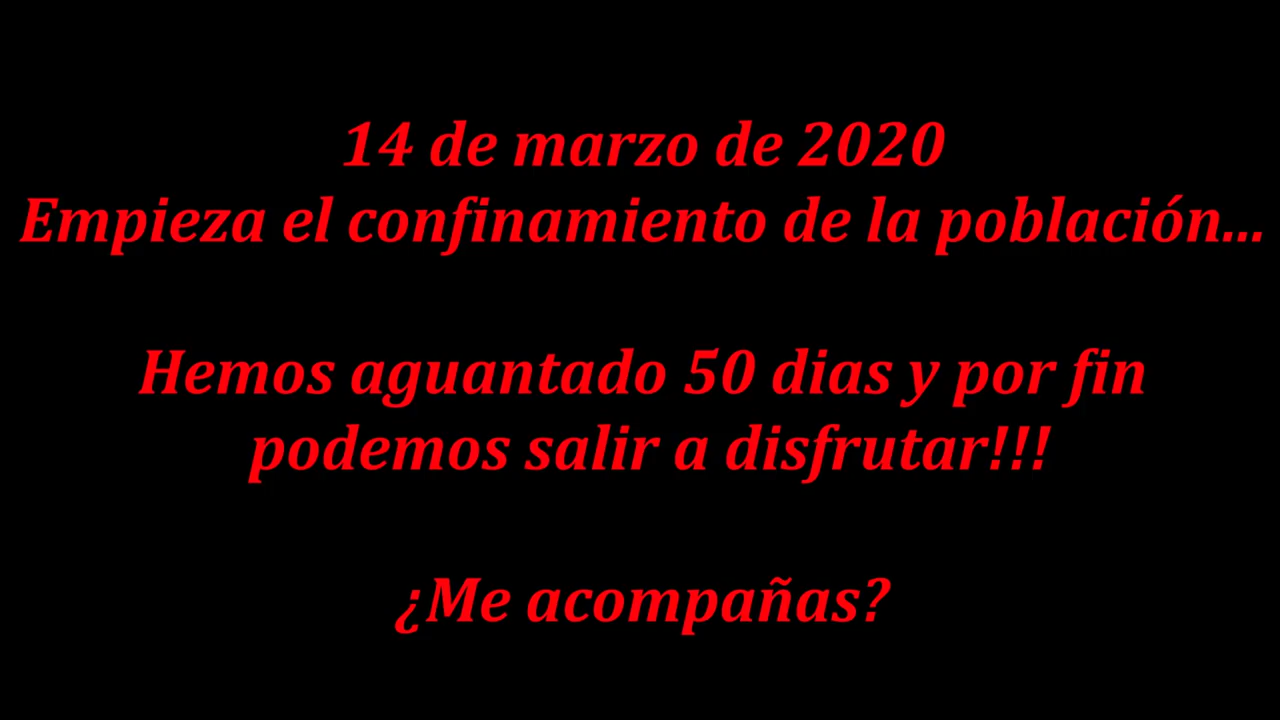 14 de marzo de 2020
Empieza el confinamiento de la población...
Hemos aguantado 50 dias y por fin
podemos salir a disfrutar!!!
¿Me acompañas?